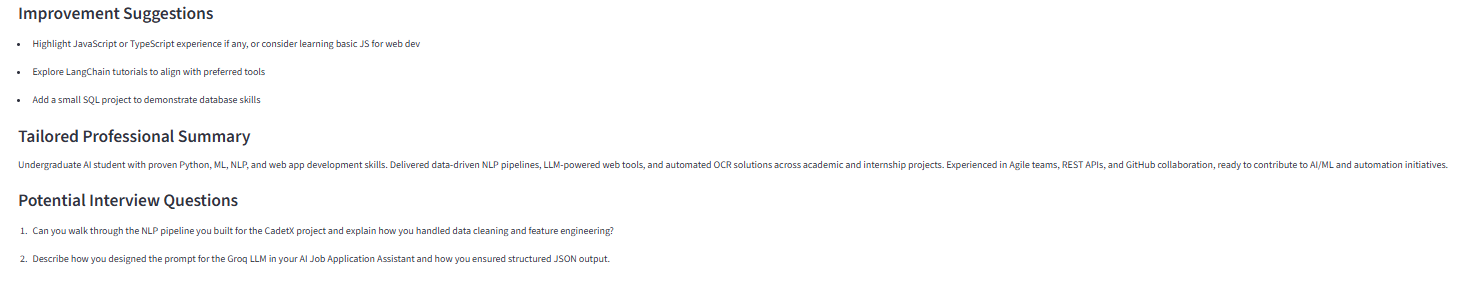 Improvement Suggestions
• Highlight JavaScript or TypeScript experience if any, or consider learning basic JS for web dev
• Explore LangChain tutorials to align with preferred tools
• Add a small SQL project to demonstrate database skills
Tailored Professional Summary
Undergraduate AI student with proven Python, ML, NLP, and web app development skills. Delivered data-driven NLP pipelines, LLM-powered web tools, and automated OCR solutions across academic and internship projects. Experienced in Agile teams, REST APIs, and GitHub collaboration, ready to contribute to AI/ML and automation initiatives.
Potential Interview Questions
1. Can you walk through the NLP pipeline you built for the CadetX project and explain how you handled data cleaning and feature engineering?
2. Describe how you designed the prompt for the Groq LLM in your AI Job Application Assistant and how you ensured structured JSON output.